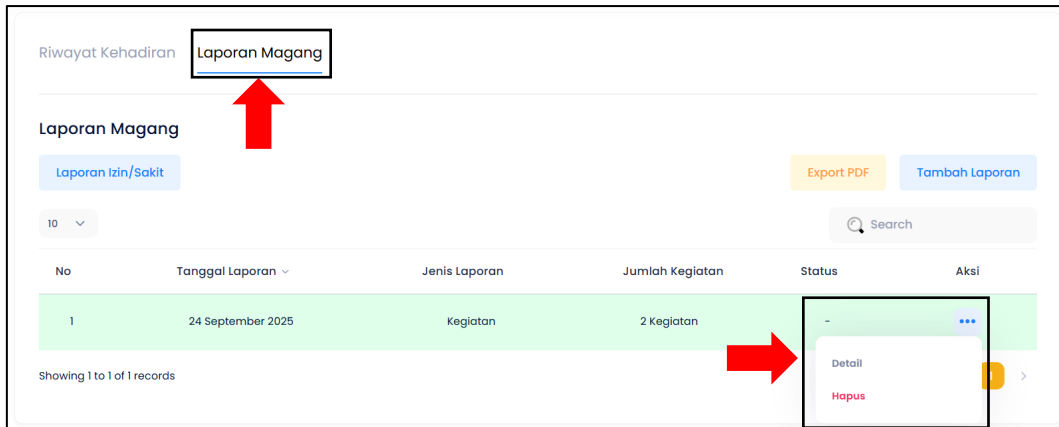 Riwayat Kehadiran Laporan Magang
Laporan Magang
Laporan Izin/Sakit Export PDF Tambah Laporan
10 Search
No Tanggal Laporan Jenis Laporan Jumlah Kegiatan Status Aksi
1 24 September 2025 Kegiatan 2 Kegiatan -
Detail
Showing 1 to 1 of 1 records
Hapus